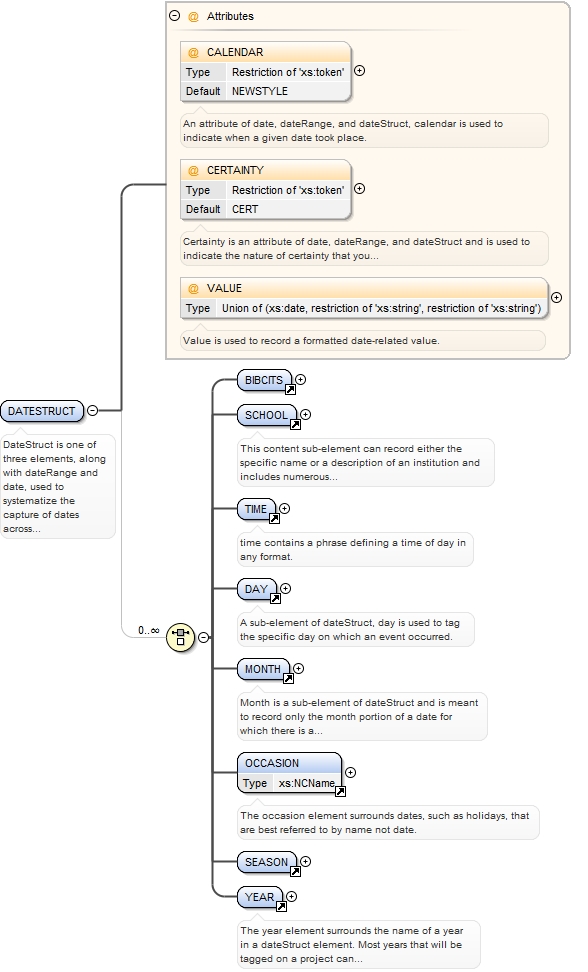 @ Attributes
@ CALENDAR
Type Restriction of 'xs:token'
Default NEWSTYLE
An attribute of date, dateRange, and dateStruct, calendar is used to
indicate when a given date took place.
@ CERTAINTY
Type Restriction of 'xs:token'
Default CERT
Certainty is an attribute of date, dateRange, and dateStruct and is used to
indicate the nature of certainty that you...
@ VALUE
Type Union of (xs:date, restriction of 'xs:string', restriction of 'xs:string')
Value is used to record a formatted date-related value.
DATESTRUCT
DateStruct is one of
three elements, along
with dateRange and
date, used to
systematize the
capture of dates
across...
0..∞
BIBCITS
SCHOOL
This content sub-element can record either the
specific name or a description of an institution and
includes numerous...
TIME
time contains a phrase defining a time of day in
any format.
DAY
A sub-element of dateStruct, day is used to tag
the specific day on which an event occurred.
MONTH
Month is a sub-element of dateStruct and is meant
to record only the month portion of a date for
which there is a...
OCCASION
Type xs:NCName
The occasion element surrounds dates, such as holidays, that
are best referred to by name not date.
SEASON
YEAR
The year element surrounds the name of a year
in a dateStruct element. Most years that will be
tagged on a project can...